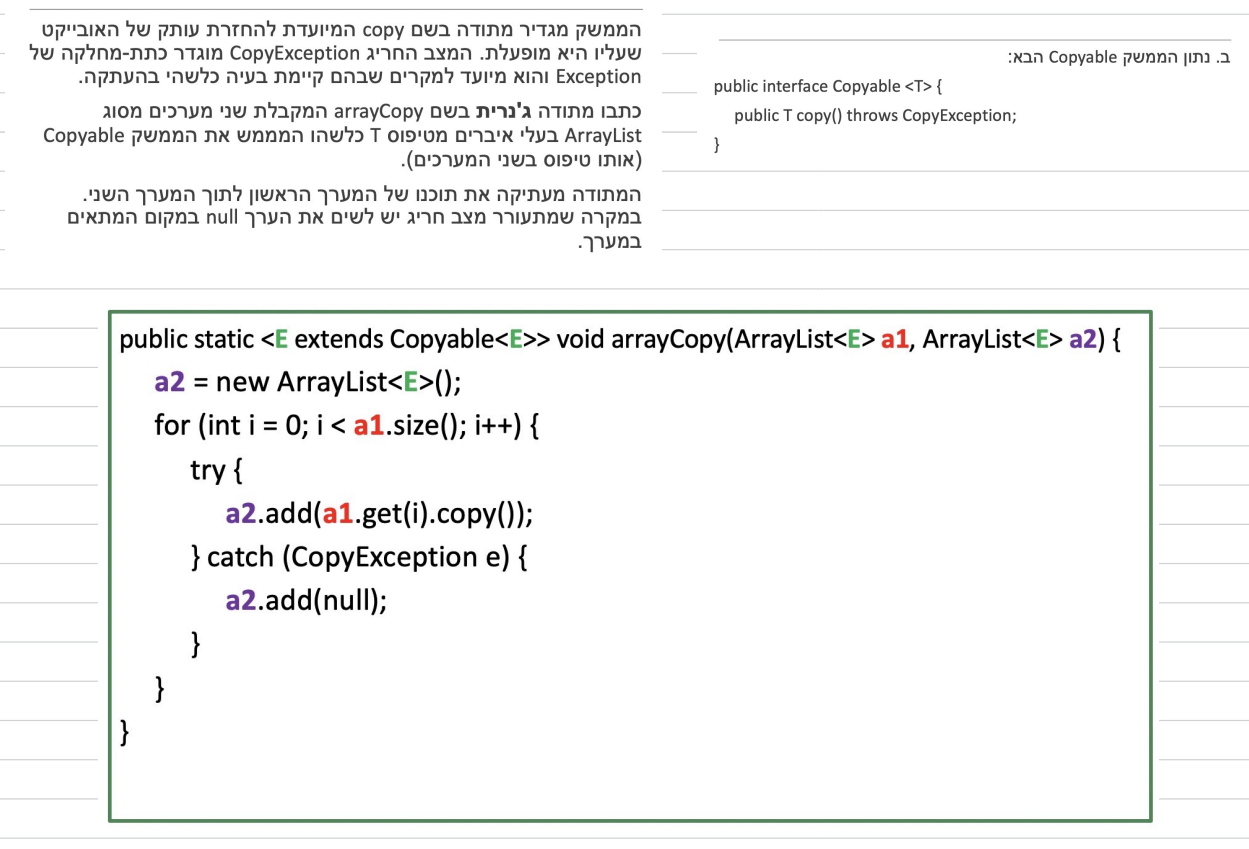 ב. נתון הממשק Copyable הבא:
public interface Copyable <T> {
public T copy() throws CopyException;
}
הממשק מגדיר מתודה בשם copy המיועדת להחזרת עותק של האובייקט
שעליו היא מופעלת. המצב החריג CopyException מוגדר כתת-מחלקה של
Exception והוא מיועד למקרים שבהם קיימת בעיה כלשהי בהעתקה.
כתבו מתודה ג'נרית בשם arrayCopy המקבלת שני מערכים מסוג
ArrayList בעלי איברים מטיפוס T כלשהו המממש את הממשק Copyable
(אותו טיפוס בשני המערכים).
המתודה מעתיקה את תוכנו של המערך הראשון לתוך המערך השני.
במקרה שמתעורר מצב חריג יש לשים את הערך null במקום המתאים
במערך.
public static <E extends Copyable<E>> void arrayCopy(ArrayList<E> a1, ArrayList<E> a2) {
a2 = new ArrayList<E>();
for (int i = 0; i < a1.size(); i++) {
try {
a2.add(a1.get(i).copy());
} catch (CopyException e) {
a2.add(null);
}
}
}